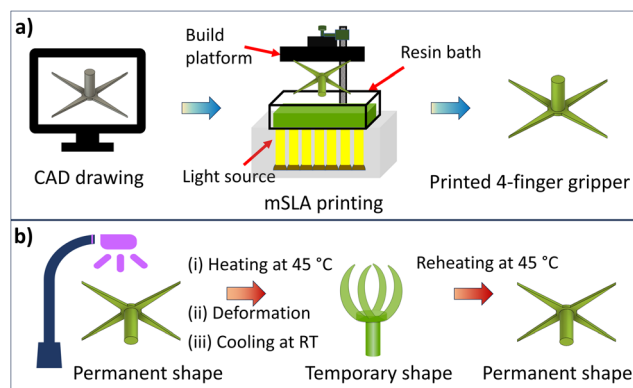 a)
Build
platform
Resin bath
Light source
CAD drawing
mSLA printing
Printed 4-finger gripper
b)
(i) Heating at 45 °C
(ii) Deformation
(iii) Cooling at RT
Reheating at 45 °C
Permanent shape
Temporary shape
Permanent shape